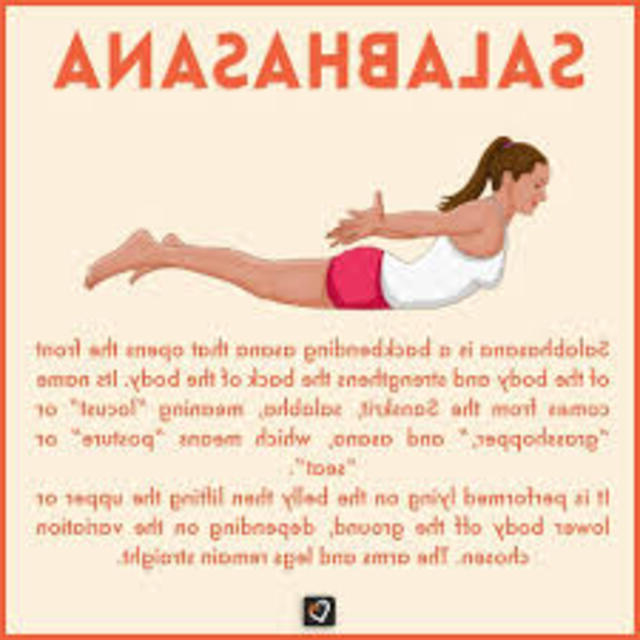 SALABHASANA
Salabhasana is a backbending asana that opens the front
of the body and strengthens the back of the body. Its name
comes from the Sanskrit, salabha, meaning "locust" or
"grasshopper," and asana, which means "posture" or
"seat".
It is performed lying on the belly then lifting the upper or
lower body off the ground, depending on the variation
chosen. The arms and legs remain straight.